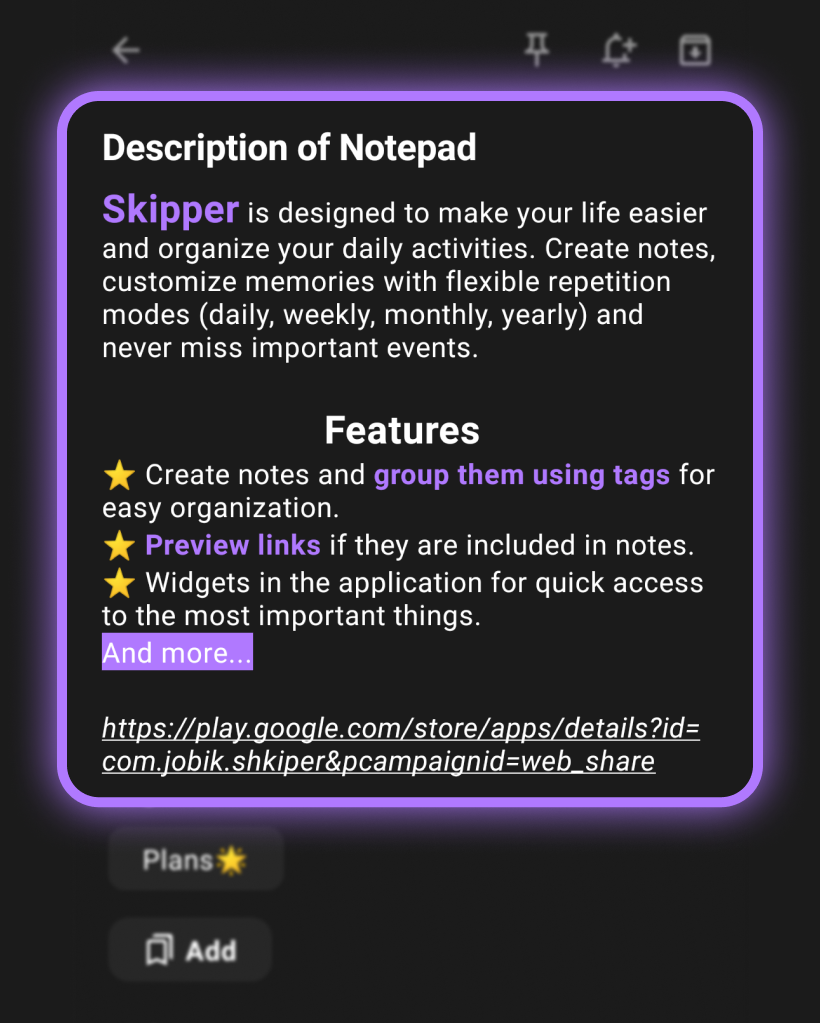 Description of Notepad
Skipper is designed to make your life easier
and organize your daily activities. Create notes,
customize memories with flexible repetition
modes (daily, weekly, monthly, yearly) and
never miss important events.
Features
⭐ Create notes and group them using tags for
easy organization.
⭐ Preview links if they are included in notes.
⭐ Widgets in the application for quick access
to the most important things.
And more...
https://play.google.com/store/apps/details?id=
com.jobik.shkiper&pcampaignid=web_share
Plans🌟
Add